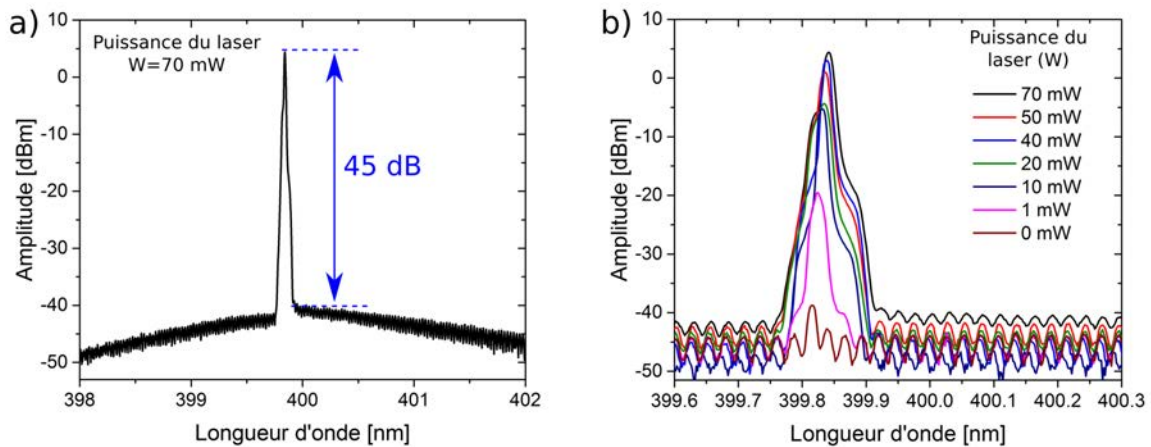 a)
Puissance du laser
W=70 mW
45 dB
Amplitude [dBm]
10
0
-10
-20
-30
-40
-50
398
399
400
401
402
Longueur d'onde [nm]
b)
Puissance du
laser (W)
70 mW
50 mW
40 mW
20 mW
10 mW
1 mW
0 mW
Amplitude [dBm]
10
0
-10
-20
-30
-40
-50
399.6
399.7
399.8
399.9
400.0
400.1
400.2
400.3
Longueur d'onde [nm]